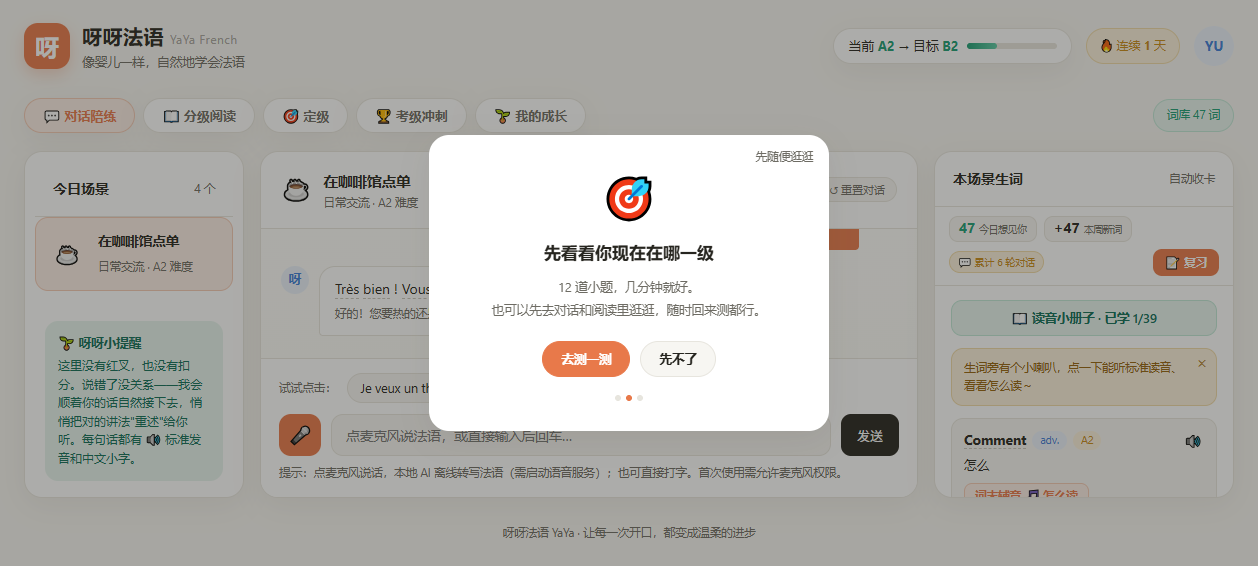 呀
呀呀法语 YaYa French
像婴儿一样，自然地学会法语
当前 A2 → 目标 B2
连续 1 天
YU
对话陪练
分级阅读
定级
考级冲刺
我的成长
词库 47 词
今日场景
4 个
在咖啡馆点单
日常交流 · A2 难度
呀呀小提醒
这里没有红叉，也没有扣
分。说错了没关系——我会
顺着你的话自然接下去，悄
悄把对的讲法"重述"给你
听。每句话都有 🔊 标准发
音和中文小字。
在咖啡馆点单
日常交流 · A2 难度
↺ 重置对话
呀
Très bien ! Vous
好的！您要热的还
试试点击：
Je veux un th
点麦克风说法语，或直接输入后回车...
发送
提示：点麦克风说话，本地 AI 离线转写法语（需启动语音服务）；也可直接打字。首次使用需允许麦克风权限。
先随便逛逛
先看看你现在在哪一级
12 道小题，几分钟就好。
也可以先去对话和阅读里逛逛，随时回来测都行。
去测一测
先不了
本场景生词
自动收卡
47 今日想见你
+47 本周新词
累计 6 轮对话
复习
读音小册子 · 已学 1/39
生词旁有个小喇叭，点一下能听标准读音、
看看怎么读～
×
Comment adv. A2
怎么
词末辅音 怎么读
呀呀法语 YaYa · 让每一次开口，都变成温柔的进步